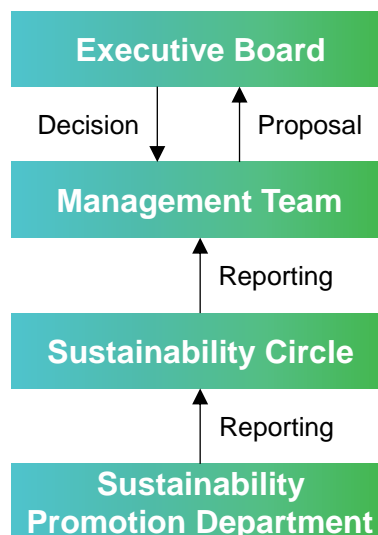 Executive Board
Decision
Proposal
Management Team
Reporting
Sustainability Circle
Reporting
Sustainability
Promotion Department